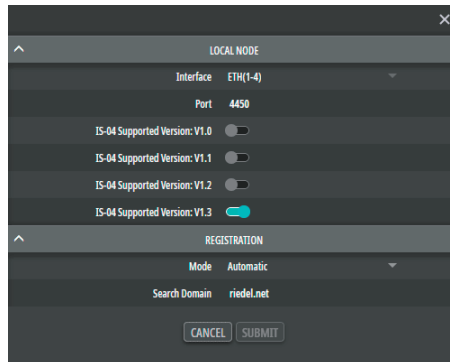 LOCAL NODE
Interface ETH(1-4)
Port 4450
IS-04 Supported Version: V1.0
IS-04 Supported Version: V1.1
IS-04 Supported Version: V1.2
IS-04 Supported Version: V1.3
REGISTRATION
Mode Automatic
Search Domain riedel.net
CANCEL SUBMIT